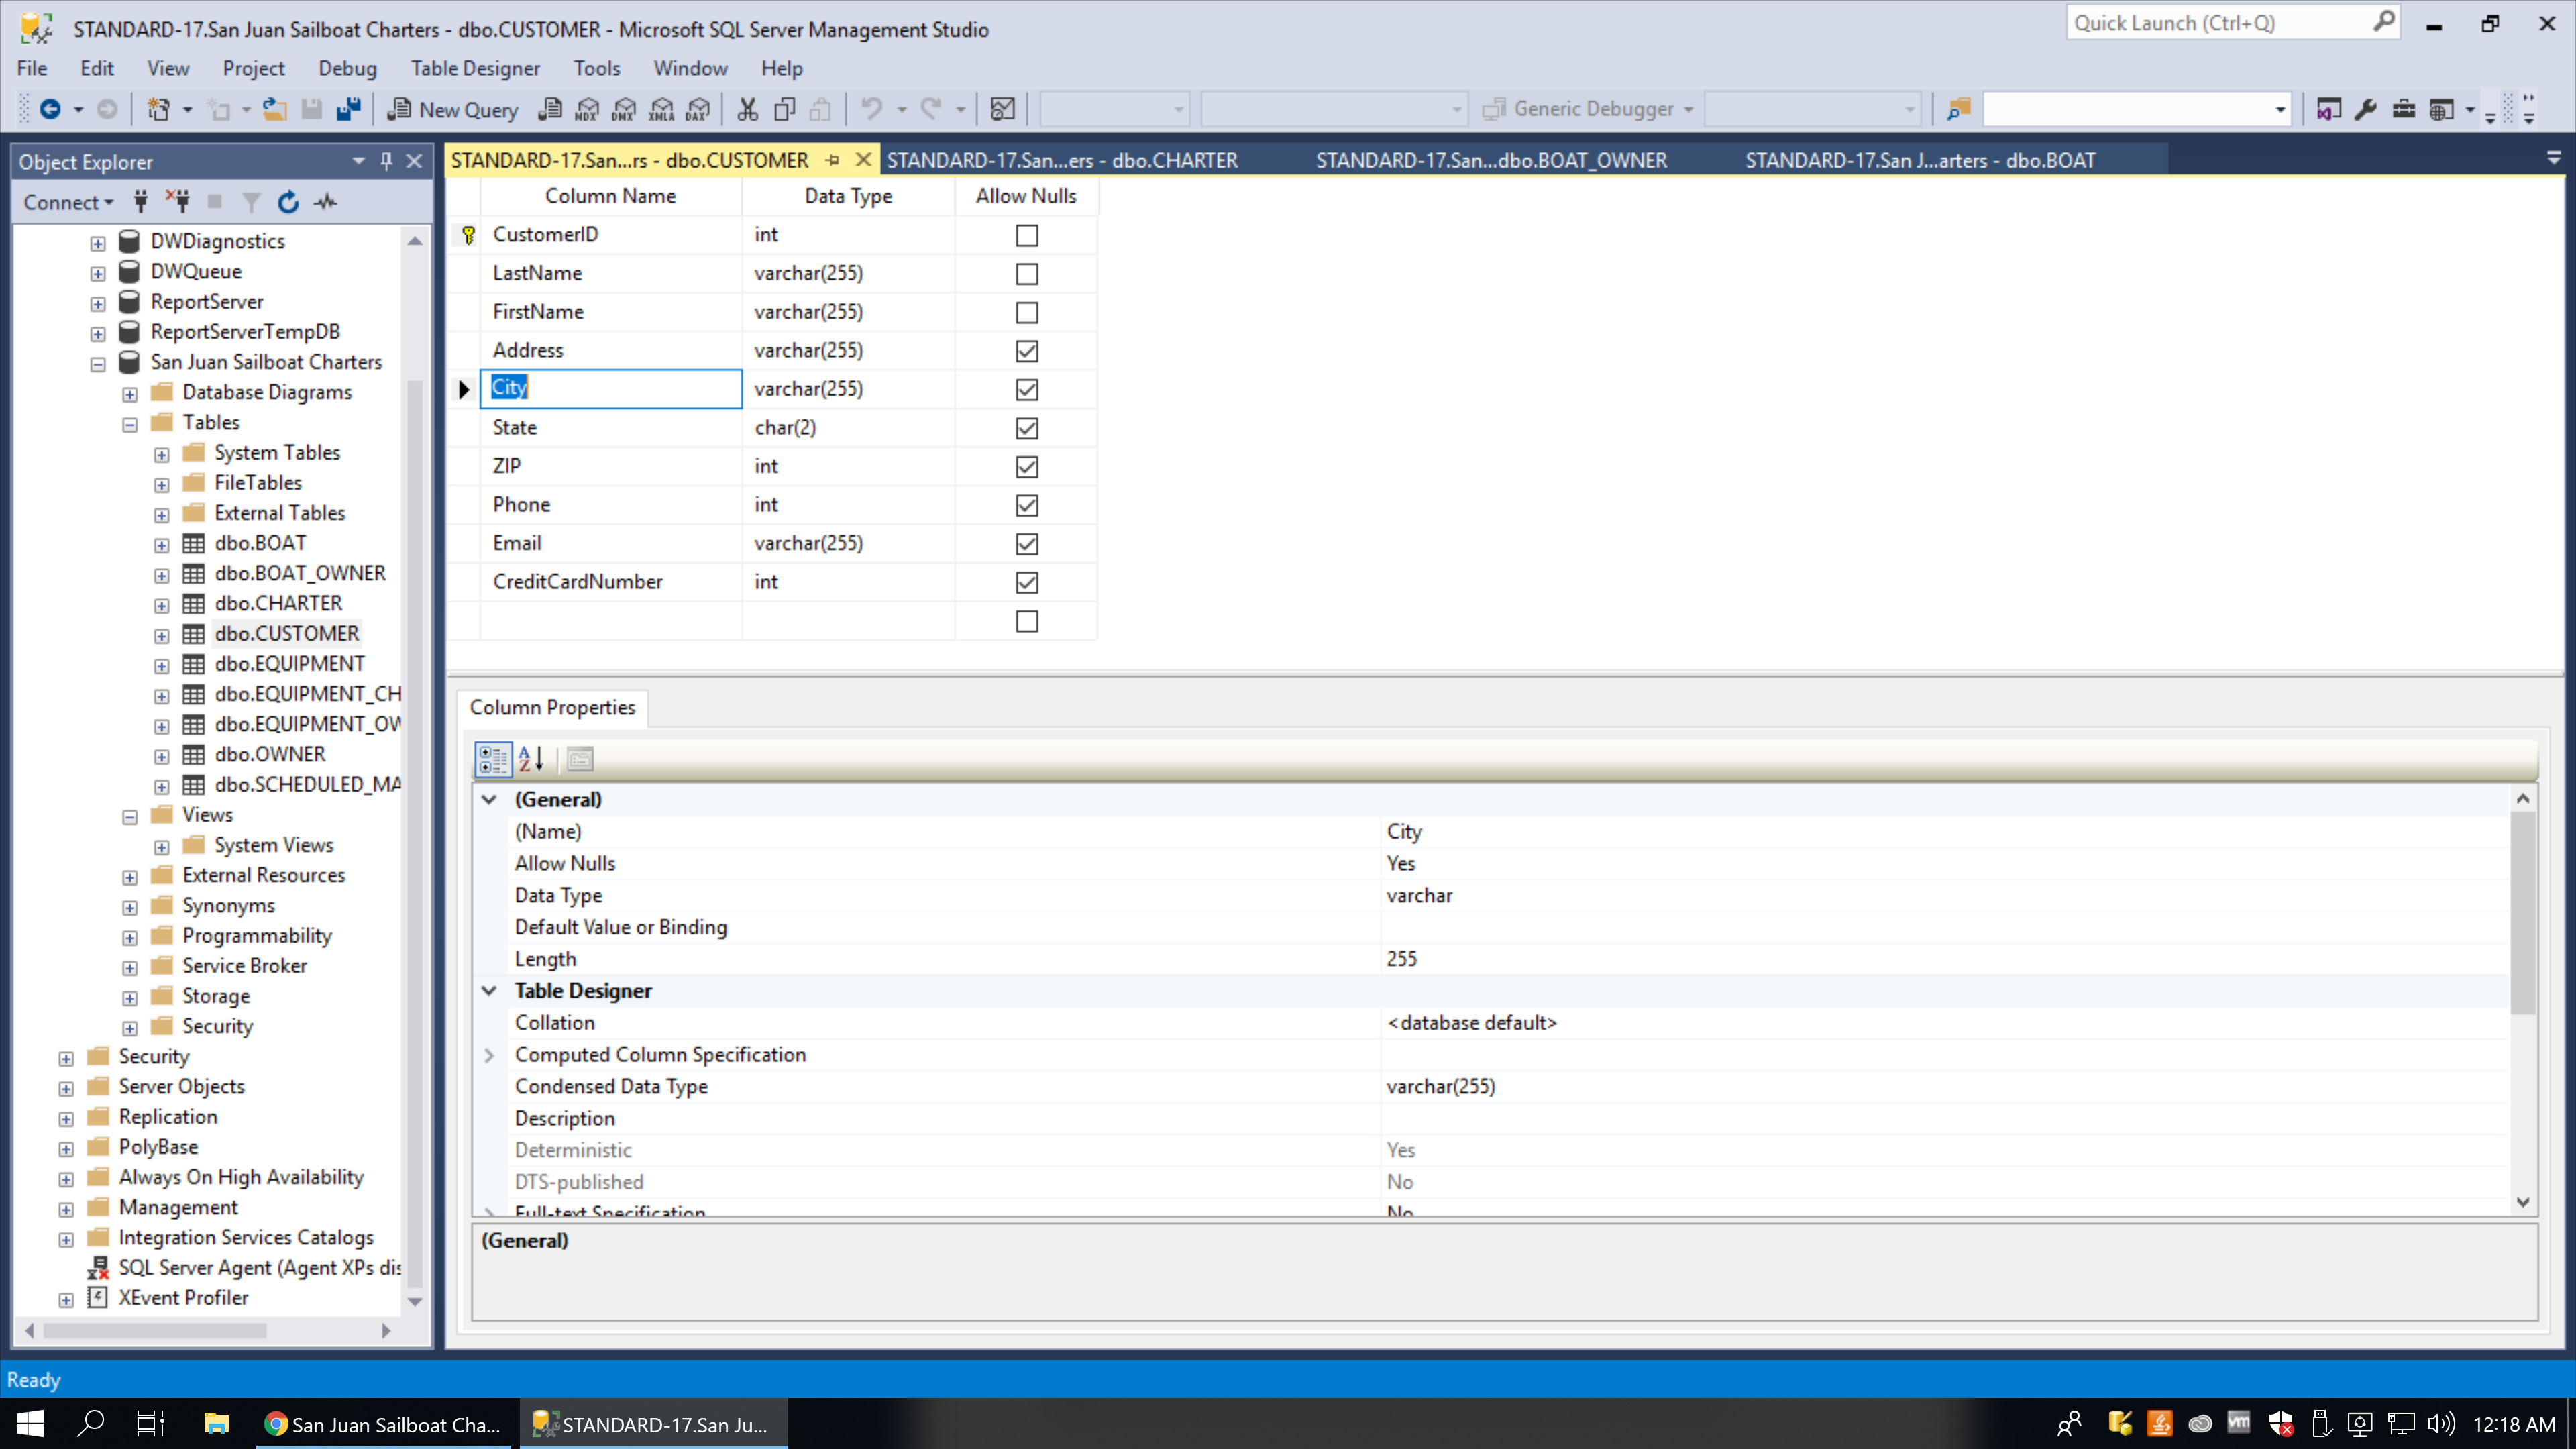 STANDARD-17.San Juan Sailboat Charters - dbo.CUSTOMER - Microsoft SQL Server Management Studio
Quick Launch (Ctrl+Q)
File Edit View Project Debug Table Designer Tools Window Help
New Query MDX DMX XMLA DAX Generic Debugger
Object Explorer
Connect
DWDiagnostics
DWQueue
ReportServer
ReportServerTempDB
San Juan Sailboat Charters
Database Diagrams
Tables
System Tables
FileTables
External Tables
dbo.BOAT
dbo.BOAT_OWNER
dbo.CHARTER
dbo.CUSTOMER
dbo.EQUIPMENT
dbo.EQUIPMENT_CH
dbo.EQUIPMENT_OW
dbo.OWNER
dbo.SCHEDULED_MA
Views
System Views
External Resources
Synonyms
Programmability
Service Broker
Storage
Security
Security
Server Objects
Replication
PolyBase
Always On High Availability
Management
Integration Services Catalogs
SQL Server Agent (Agent XPs dis
XEvent Profiler
STANDARD-17.San...rs - dbo.CUSTOMER STANDARD-17.San...ers - dbo.CHARTER STANDARD-17.San...dbo.BOAT_OWNER STANDARD-17.San J...arters - dbo.BOAT
Column Name Data Type Allow Nulls
CustomerID int
LastName varchar(255)
FirstName varchar(255)
Address varchar(255)
City varchar(255)
State char(2)
ZIP int
Phone int
Email varchar(255)
CreditCardNumber int
Column Properties
A
Z
(General)
(Name) City
Allow Nulls Yes
Data Type varchar
Default Value or Binding
Length 255
Table Designer
Collation <database default>
Computed Column Specification
Condensed Data Type varchar(255)
Description
Deterministic Yes
DTS-published No
Full-text Specification No
(General)
Ready
San Juan Sailboat Cha... STANDARD-17.San Ju... vm 12:18 AM